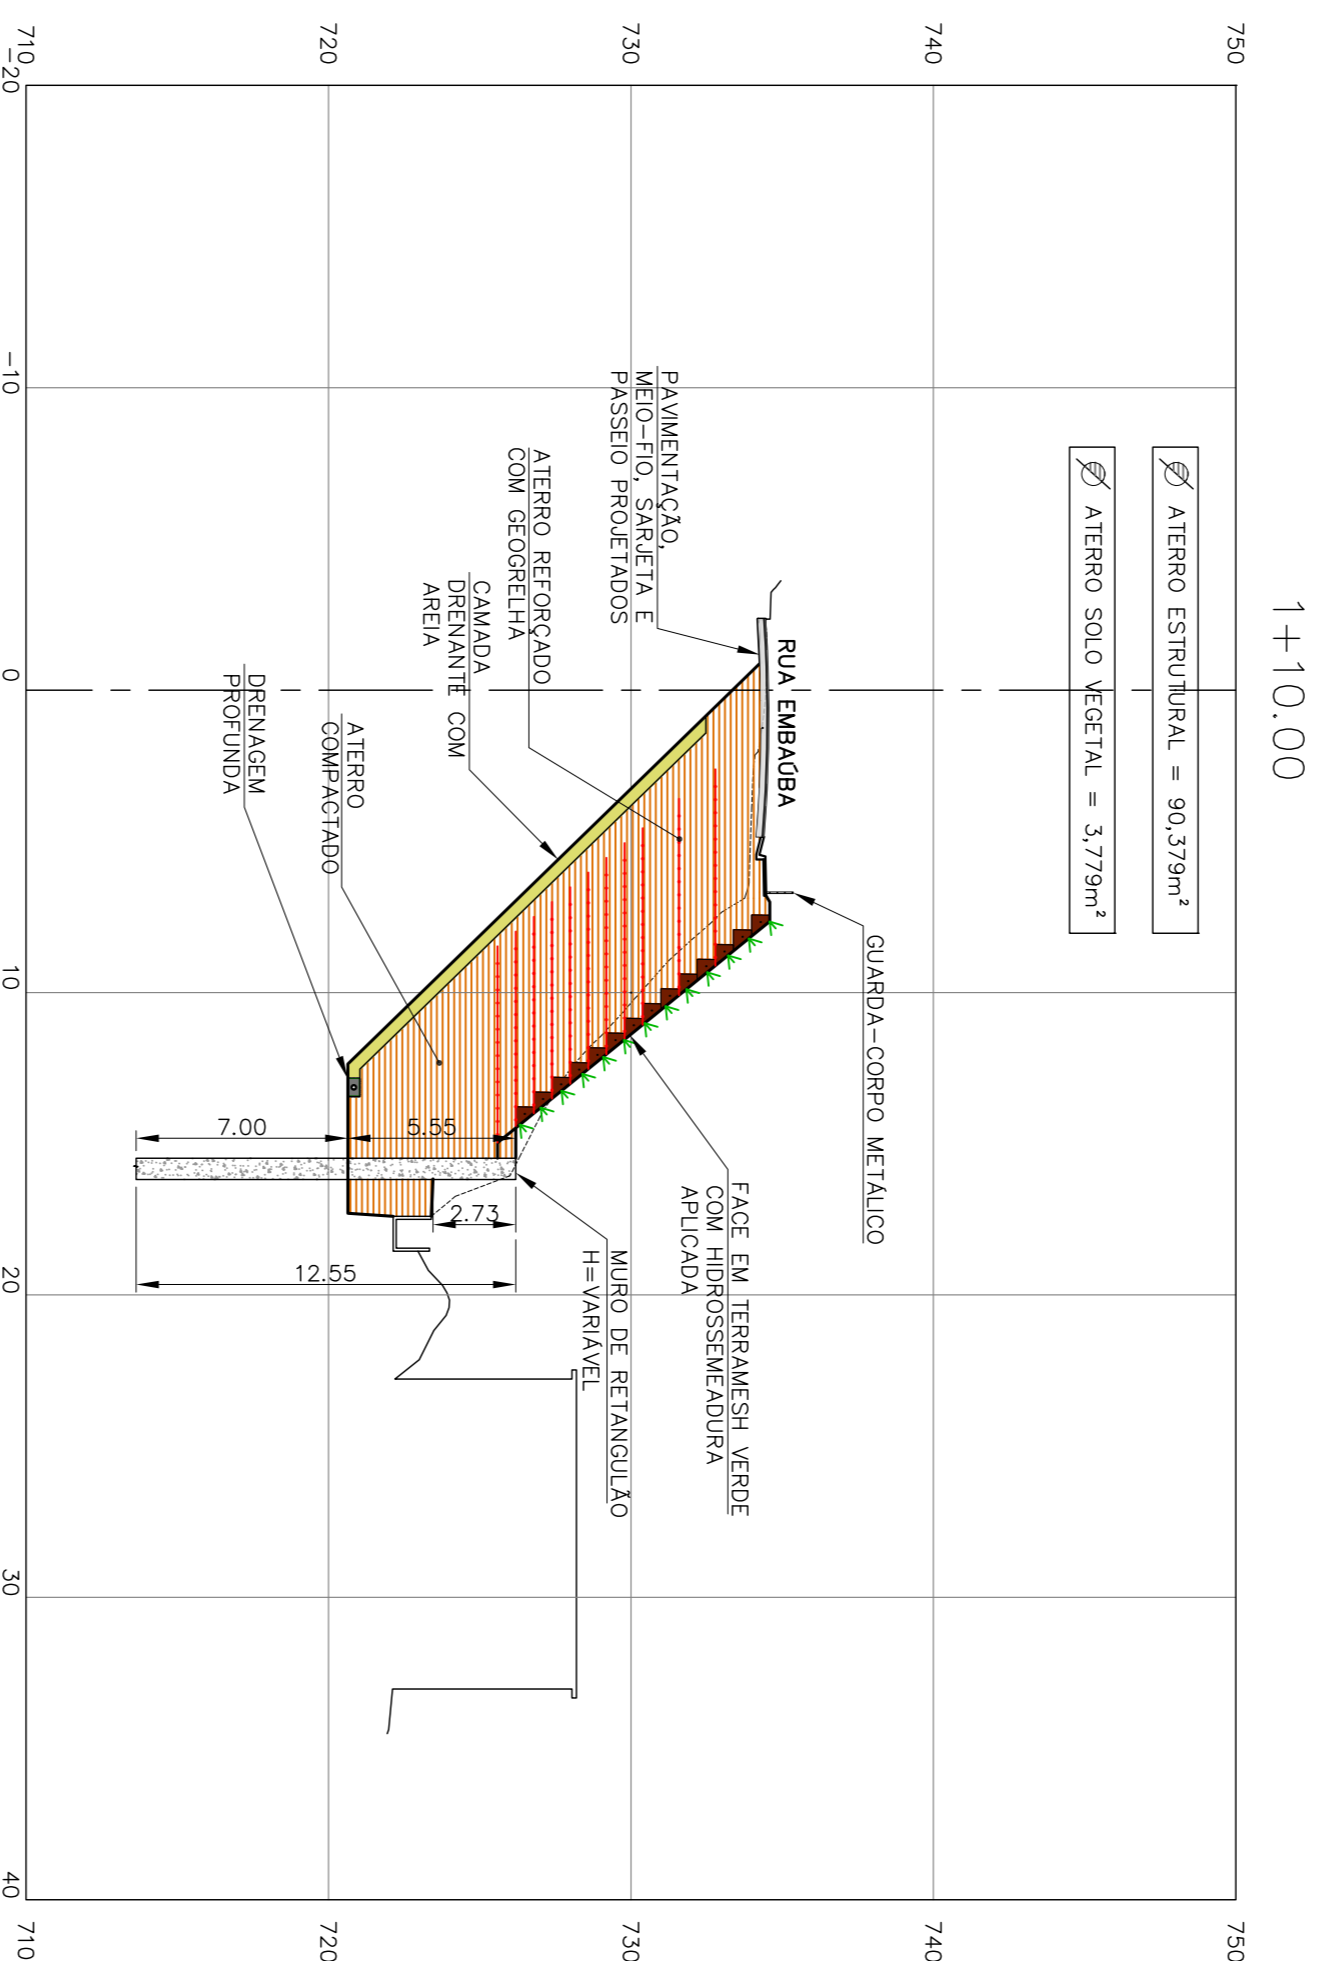 1+10.00
750
740
730
720
710
750
740
730
720
710
-20
-10
0
10
20
30
40
Ø ATERRO ESTRUTURAL = 90,379m²
Ø ATERRO SOLO VEGETAL = 3,779m²
GUARDA-CORPO METÁLICO
RUA EMBAÚBA
PAVIMENTAÇÃO,
MEIO-FIO, SARJETA E
PASSEIO PROJETADOS
ATERRO REFORÇADO
COM GEOGRELHA
CAMADA
DRENANTE COM
AREIA
ATERRO
COMPACTADO
DRENAGEM
PROFUNDA
FACE EM TERRAMESH VERDE
COM HIDROSSEMEADURA
APLICADA
MURO DE RETANGULÃO
H=VARIÁVEL
5.55
7.00
2.73
12.55